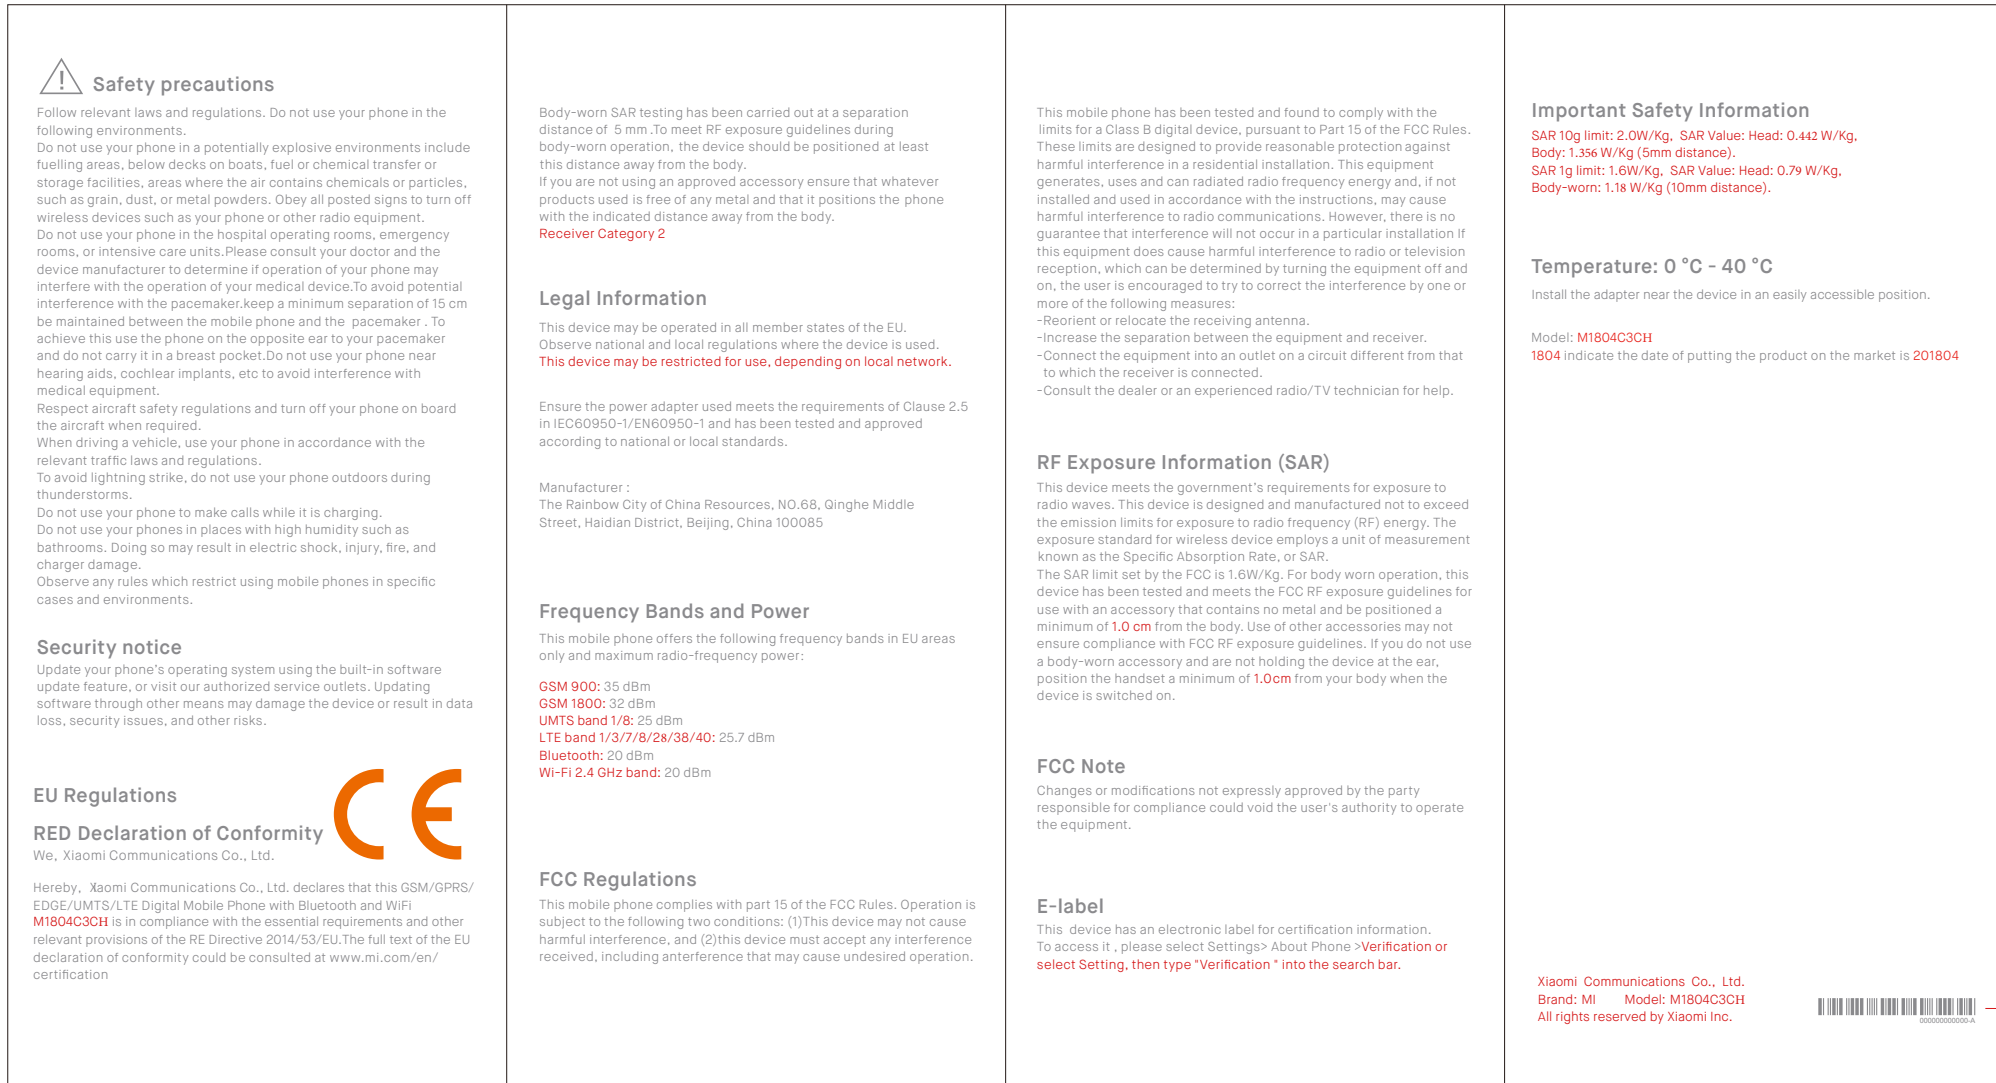 Safety precautions
Follow relevant laws and regulations. Do not use your phone in the
following environments.
Do not use your phone in a potentially explosive environments include
fuelling areas, below decks on boats, fuel or chemical transfer or
storage facilities, areas where the air contains chemicals or particles,
such as grain, dust, or metal powders. Obey all posted signs to turn off
wireless devices such as your phone or other radio equipment.
Do not use your phone in the hospital operating rooms, emergency
rooms, or intensive care units.Please consult your doctor and the
device manufacturer to determine if operation of your phone may
interfere with the operation of your medical device.To avoid potential
interference with the pacemaker.keep a minimum separation of 15 cm
be maintained between the mobile phone and the pacemaker . To
achieve this use the phone on the opposite ear to your pacemaker
and do not carry it in a breast pocket.Do not use your phone near
hearing aids, cochlear implants, etc to avoid interference with
medical equipment.
Respect aircraft safety regulations and turn off your phone on board
the aircraft when required.
When driving a vehicle, use your phone in accordance with the
relevant traffic laws and regulations.
To avoid lightning strike, do not use your phone outdoors during
thunderstorms.
Do not use your phone to make calls while it is charging.
Do not use your phones in places with high humidity such as
bathrooms. Doing so may result in electric shock, injury, fire, and
charger damage.
Observe any rules which restrict using mobile phones in specific
cases and environments.
Security notice
Update your phone's operating system using the built-in software
update feature, or visit our authorized service outlets. Updating
software through other means may damage the device or result in data
loss, security issues, and other risks.
EU Regulations
RED Declaration of Conformity
CE
We, Xiaomi Communications Co., Ltd.
Hereby, Xiaomi Communications Co., Ltd. declares that this GSM/GPRS/
EDGE/UMTS/LTE Digital Mobile Phone with Bluetooth and WiFi
M1804C3CH is in compliance with the essential requirements and other
relevant provisions of the RE Directive 2014/53/EU.The full text of the EU
declaration of conformity could be consulted at www.mi.com/en/
certification
Body-worn SAR testing has been carried out at a separation
distance of 5 mm .To meet RF exposure guidelines during
body-worn operation, the device should be positioned at least
this distance away from the body.
If you are not using an approved accessory ensure that whatever
products used is free of any metal and that it positions the phone
with the indicated distance away from the body.
Receiver Category 2
Legal Information
This device may be operated in all member states of the EU.
Observe national and local regulations where the device is used.
This device may be restricted for use, depending on local network.
Ensure the power adapter used meets the requirements of Clause 2.5
in IEC60950-1/EN60950-1 and has been tested and approved
according to national or local standards.
Manufacturer :
The Rainbow City of China Resources, NO.68, Qinghe Middle
Street, Haidian District, Beijing, China 100085
Frequency Bands and Power
This mobile phone offers the following frequency bands in EU areas
only and maximum radio-frequency power:
GSM 900: 35 dBm
GSM 1800: 32 dBm
UMTS band 1/8: 25 dBm
LTE band 1/3/7/8/28/38/40: 25.7 dBm
Bluetooth: 20 dBm
Wi-Fi 2.4 GHz band: 20 dBm
FCC Regulations
This mobile phone complies with part 15 of the FCC Rules. Operation is
subject to the following two conditions: (1)This device may not cause
harmful interference, and (2)this device must accept any interference
received, including anterference that may cause undesired operation.
This mobile phone has been tested and found to comply with the
limits for a Class B digital device, pursuant to Part 15 of the FCC Rules.
These limits are designed to provide reasonable protection against
harmful interference in a residential installation. This equipment
generates, uses and can radiated radio frequency energy and, if not
installed and used in accordance with the instructions, may cause
harmful interference to radio communications. However, there is no
guarantee that interference will not occur in a particular installation If
this equipment does cause harmful interference to radio or television
reception, which can be determined by turning the equipment off and
on, the user is encouraged to try to correct the interference by one or
more of the following measures:
-Reorient or relocate the receiving antenna.
-Increase the separation between the equipment and receiver.
-Connect the equipment into an outlet on a circuit different from that
to which the receiver is connected.
-Consult the dealer or an experienced radio/TV technician for help.
RF Exposure Information (SAR)
This device meets the government's requirements for exposure to
radio waves. This device is designed and manufactured not to exceed
the emission limits for exposure to radio frequency (RF) energy. The
exposure standard for wireless device employs a unit of measurement
known as the Specific Absorption Rate, or SAR.
The SAR limit set by the FCC is 1.6W/Kg. For body worn operation, this
device has been tested and meets the FCC RF exposure guidelines for
use with an accessory that contains no metal and be positioned a
minimum of 1.0 cm from the body. Use of other accessories may not
ensure compliance with FCC RF exposure guidelines. If you do not use
a body-worn accessory and are not holding the device at the ear,
position the handset a minimum of 1.0cm from your body when the
device is switched on.
FCC Note
Changes or modifications not expressly approved by the party
responsible for compliance could void the user's authority to operate
the equipment.
E-label
This device has an electronic label for certification information.
To access it , please select Settings> About Phone >Verification or
select Setting, then type "Verification " into the search bar.
Important Safety Information
SAR 10g limit: 2.0W/Kg, SAR Value: Head: 0.442 W/Kg,
Body: 1.356 W/Kg (5mm distance).
SAR 1g limit: 1.6W/Kg, SAR Value: Head: 0.79 W/Kg,
Body-worn: 1.18 W/Kg (10mm distance).
Temperature: 0 °C - 40 °C
Install the adapter near the device in an easily accessible position.
Model: M1804C3CH
1804 indicate the date of putting the product on the market is 201804
Xiaomi Communications Co., Ltd.
Brand: MI Model: M1804C3CH
All rights reserved by Xiaomi Inc.
000000000000-A